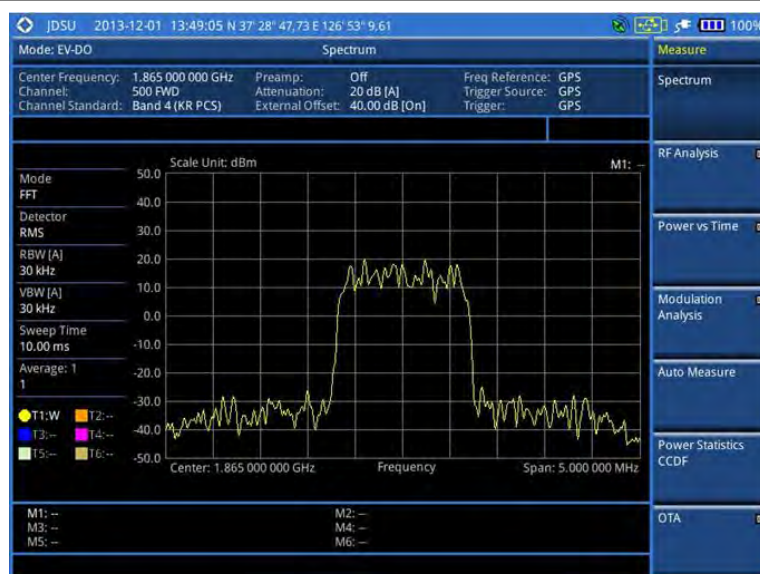 JDSU 2013-12-01 13:49:05 N 37' 28" 47,73 E 126' 53" 9,61 100%
Mode: EV-DO Spectrum Measure
Center Frequency: 1.865 000 000 GHz Preamp: Off Freq Reference: GPS
Channel: 500 FWD Attenuation: 20 dB [A] Trigger Source: GPS
Channel Standard: Band 4 (KR PCS) External Offset: 40.00 dB [On] Trigger: GPS
Spectrum
RF Analysis
Power vs Time
Modulation
Analysis
Auto Measure
Power Statistics
CCDF
OTA
Scale Unit: dBm M1: --
Mode
FFT
Detector
RMS
RBW [A]
30 kHz
VBW [A]
30 kHz
Sweep Time
10.00 ms
Average: 1
1
T1:W T2:--
T3:-- T4:--
T5:-- T6:--
50.0
40.0
30.0
20.0
10.0
0.0
-10.0
-20.0
-30.0
-40.0
-50.0
Center: 1.865 000 000 GHz Frequency Span: 5.000 000 MHz
M1: -- M2: --
M3: -- M4: --
M5: -- M6: --